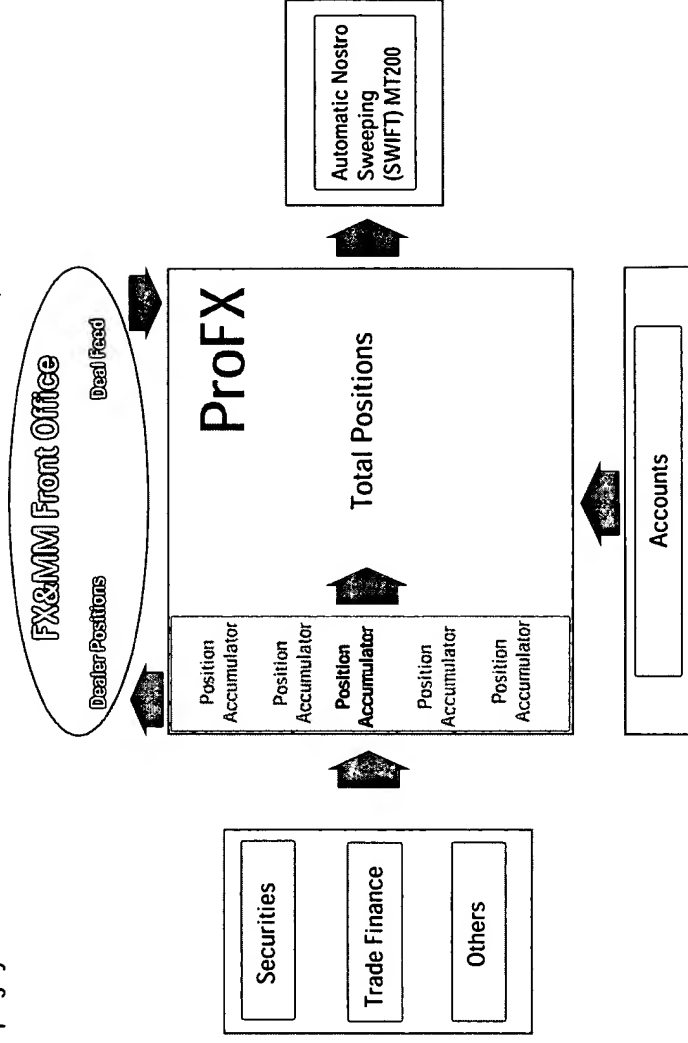 FX&MM Front Office
Dealer Positions
Deal Feed
Securities
Trade Finance
Others
Position
Accumulator
Position
Accumulator
Position
Accumulator
Position
Accumulator
Position
Accumulator
ProFX
Total Positions
Automatic Nostro
Sweeping
(SWIFT) MT200
Accounts